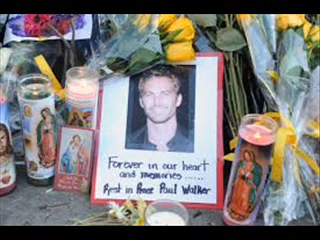 Forever in our heart
and memories......
Rest in Peace Paul Walker